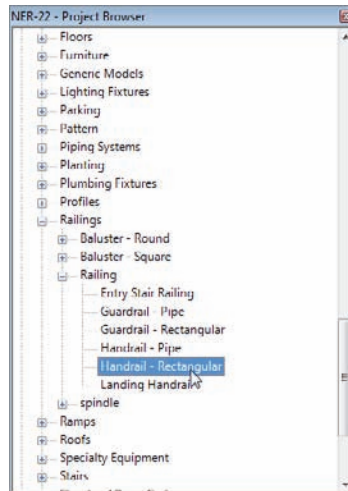 NER-22 - Project Browser
Floors
Furniture
Generic Models
Lighting Fixtures
Parking
Pattern
Piping Systems
Planting
Plumbing Fixtures
Profiles
Railings
Baluster - Round
Baluster - Square
Railing
Entry Stair Railing
Guardrail - Pipe
Guardrail - Rectangular
Handrail - Pipe
Handrail - Rectangular
Landing Handrail
spindle
Ramps
Roofs
Specialty Equipment
Stairs